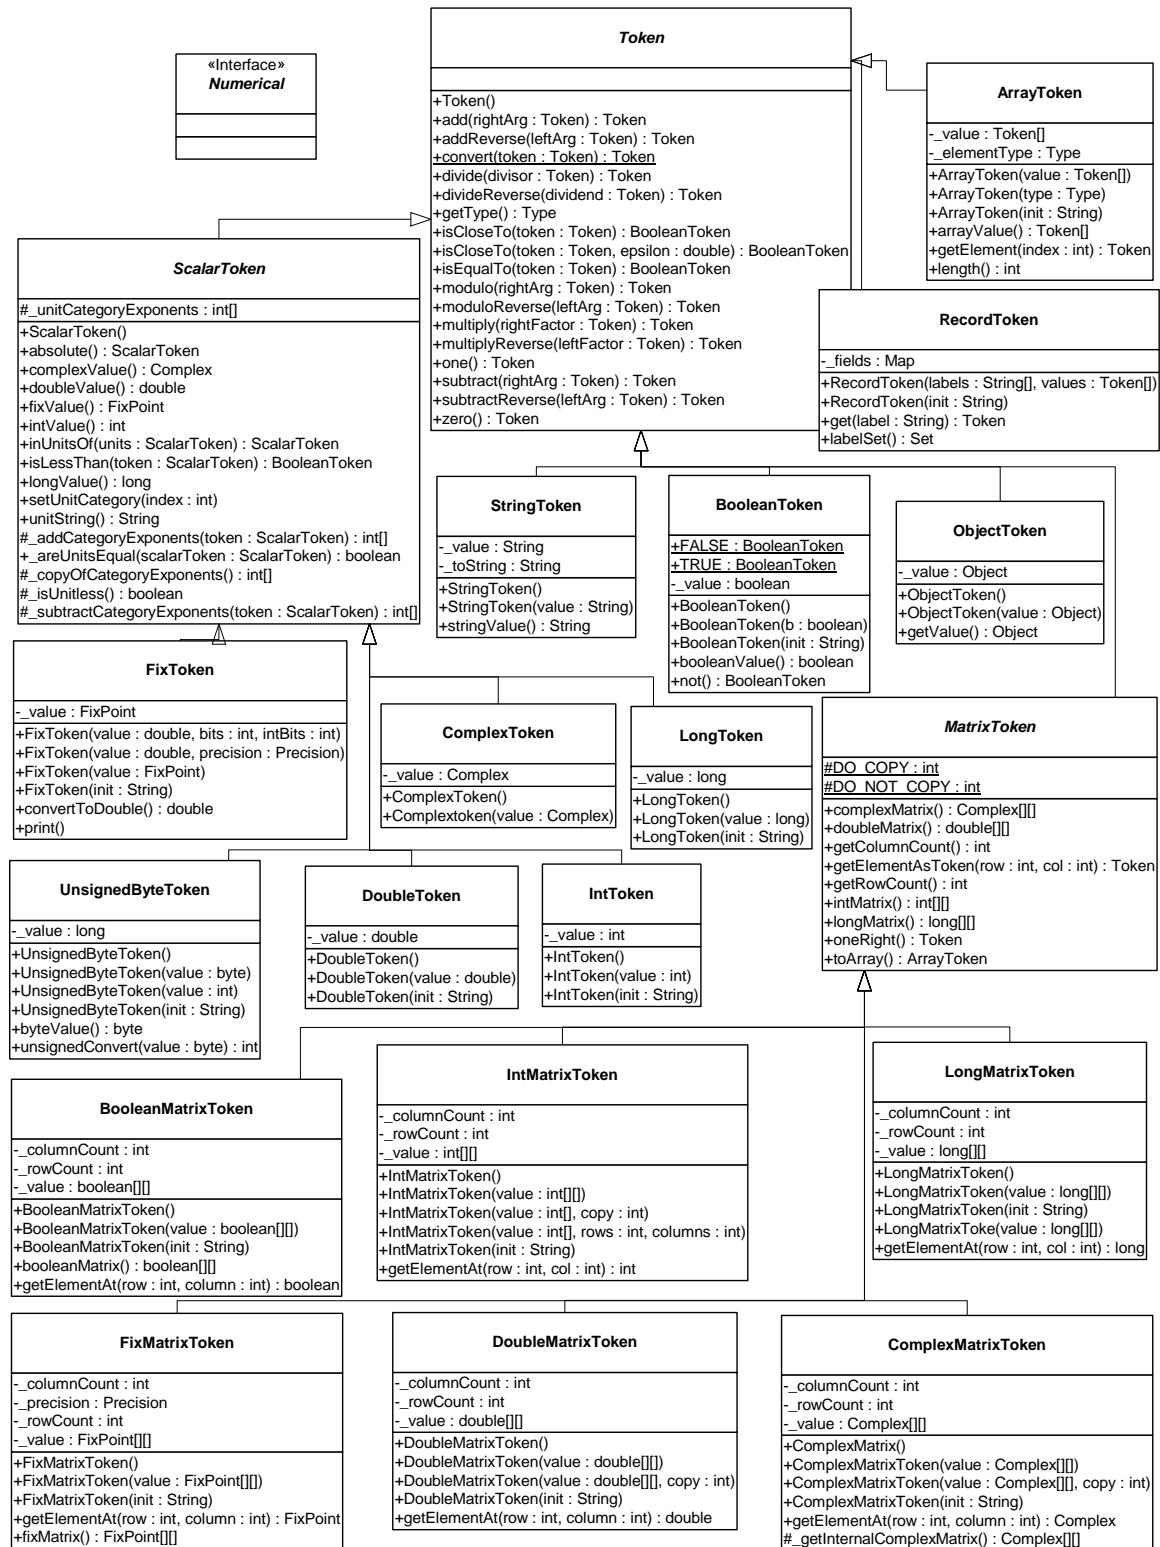 «Interface»
Numerical
Token
+Token()
+add(rightArg : Token) : Token
+addReverse(leftArg : Token) : Token
+convert(token : Token) : Token
+divide(divisor : Token) : Token
+divideReverse(dividend : Token) : Token
+getType() : Type
+isCloseTo(token : Token) : BooleanToken
+isCloseTo(token : Token, epsilon : double) : BooleanToken
+isEqualTo(token : Token) : BooleanToken
+modulo(rightArg : Token) : Token
+moduloReverse(leftArg : Token) : Token
+multiply(rightFactor : Token) : Token
+multiplyReverse(leftFactor : Token) : Token
+one() : Token
+subtract(rightArg : Token) : Token
+subtractReverse(leftArg : Token) : Token
+zero() : Token
ArrayToken
-_value : Token[]
-_elementType : Type
+ArrayToken(value : Token[])
+ArrayToken(type : Type)
+ArrayToken(init : String)
+arrayValue() : Token[]
+getElement(index : int) : Token
+length() : int
ScalarToken
#_unitCategoryExponents : int[]
+ScalarToken()
+absolute() : ScalarToken
+complexValue() : Complex
+doubleValue() : double
+fixValue() : FixPoint
+intValue() : int
+inUnitsOf(units : ScalarToken) : ScalarToken
+isLessThan(token : ScalarToken) : BooleanToken
+longValue() : long
+setUnitCategory(index : int)
+unitString() : String
#_addCategoryExponents(token : ScalarToken) : int[]
+_areUnitsEqual(scalarToken : ScalarToken) : boolean
#_copyOfCategoryExponents() : int[]
#_isUnitless() : boolean
#_subtractCategoryExponents(token : ScalarToken) : int[]
RecordToken
-_fields : Map
+RecordToken(labels : String[], values : Token[])
+RecordToken(init : String)
+get(label : String) : Token
+labelSet() : Set
StringToken
-_value : String
-_toString : String
+StringToken()
+StringToken(value : String)
+stringValue() : String
BooleanToken
+FALSE : BooleanToken
+TRUE : BooleanToken
-_value : boolean
+BooleanToken()
+BooleanToken(b : boolean)
+BooleanToken(init : String)
+booleanValue() : boolean
+not() : BooleanToken
ObjectToken
-_value : Object
+ObjectToken()
+ObjectToken(value : Object)
+getValue() : Object
FixToken
-_value : FixPoint
+FixToken(value : double, bits : int, intBits : int)
+FixToken(value : double, precision : Precision)
+FixToken(value : FixPoint)
+FixToken(init : String)
+convertToDouble() : double
+print()
ComplexToken
-_value : Complex
+ComplexToken()
+Complextoken(value : Complex)
LongToken
-_value : long
+LongToken()
+LongToken(value : long)
+LongToken(init : String)
MatrixToken
#DO_COPY : int
#DO_NOT_COPY : int
+complexMatrix() : Complex[][]
+doubleMatrix() : double[][]
+getColumnCount() : int
+getElementAsToken(row : int, col : int) : Token
+getRowCount() : int
+intMatrix() : int[][]
+longMatrix() : long[][]
+oneRight() : Token
+toArray() : ArrayToken
UnsignedByteToken
-_value : long
+UnsignedByteToken()
+UnsignedByteToken(value : byte)
+UnsignedByteToken(value : int)
+UnsignedByteToken(init : String)
+byteValue() : byte
+unsignedConvert(value : byte) : int
DoubleToken
-_value : double
+DoubleToken()
+DoubleToken(value : double)
+DoubleToken(init : String)
IntToken
-_value : int
+IntToken()
+IntToken(value : int)
+IntToken(init : String)
BooleanMatrixToken
-_columnCount : int
-_rowCount : int
-_value : boolean[][]
+BooleanMatrixToken()
+BooleanMatrixToken(value : boolean[][])
+BooleanMatrixToken(init : String)
+booleanMatrix() : boolean[][]
+getElementAt(row : int, column : int) : boolean
IntMatrixToken
-_columnCount : int
-_rowCount : int
-_value : int[][]
+IntMatrixToken()
+IntMatrixToken(value : int[][])
+IntMatrixToken(value : int[], copy : int)
+IntMatrixToken(value : int[], rows : int, columns : int)
+IntMatrixToken(init : String)
+getElementAt(row : int, col : int) : int
LongMatrixToken
-_columnCount : int
-_rowCount : int
-_value : long[][]
+LongMatrixToken()
+LongMatrixToken(value : long[][])
+LongMatrixToken(init : String)
+LongMatrixToke(value : long[][])
+getElementAt(row : int, col : int) : long
FixMatrixToken
-_columnCount : int
-_precision : Precision
-_rowCount : int
-_value : FixPoint[][]
+FixMatrixToken()
+FixMatrixToken(value : FixPoint[][])
+FixMatrixToken(init : String)
+getElementAt(row : int, column : int) : FixPoint
+fixMatrix() : FixPoint[][]
DoubleMatrixToken
-_columnCount : int
-_rowCount : int
-_value : double[][]
+DoubleMatrixToken()
+DoubleMatrixToken(value : double[][])
+DoubleMatrixToken(value : double[][], copy : int)
+DoubleMatrixToken(init : String)
+getElementAt(row : int, column : int) : double
ComplexMatrixToken
-_columnCount : int
-_rowCount : int
-_value : Complex[][]
+ComplexMatrix()
+ComplexMatrixToken(value : Complex[][])
+ComplexMatrixToken(value : Complex[][], copy : int)
+ComplexMatrixToken(init : String)
+getElementAt(row : int, column : int) : Complex
#_getInternalComplexMatrix() : Complex[][]